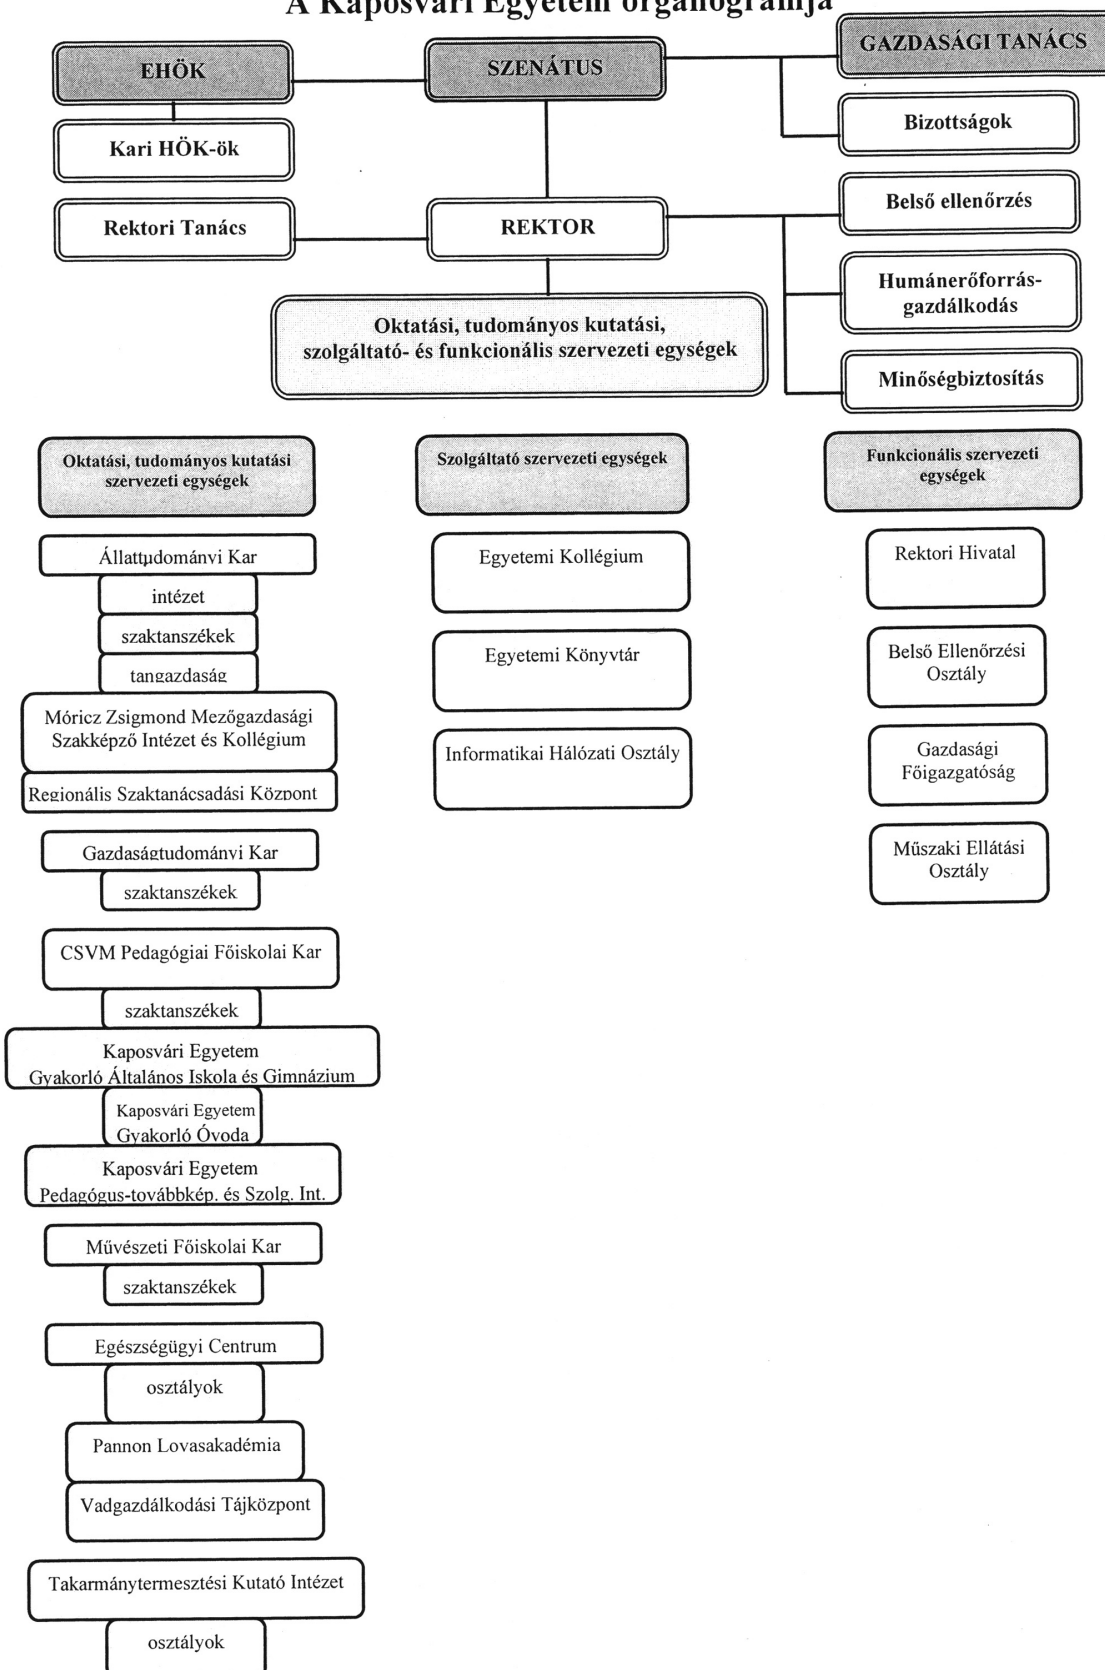 A Kaposvári Egyetem organogramja
EHÖK
SZENÁTUS
GAZDASÁGI TANÁCS
Kari HÖK-ök
Bizottságok
Rektori Tanács
REKTOR
Belső ellenőrzés
Humánerőforrás-
gazdálkodás
Minőségbiztosítás
Oktatási, tudományos kutatási,
szolgáltató- és funkcionális szervezeti egységek
Oktatási, tudományos kutatási
szervezeti egységek
Állattudományi Kar
intézet
szaktanszékek
tangazdaság
Móricz Zsigmond Mezőgazdasági
Szakképző Intézet és Kollégium
Regionális Szaktanácsadási Központ
Gazdaságtudományi Kar
szaktanszékek
CSVM Pedagógiai Főiskolai Kar
szaktanszékek
Kaposvári Egyetem
Gyakorló Általános Iskola és Gimnázium
Kaposvári Egyetem
Gyakorló Óvoda
Kaposvári Egyetem
Pedagógus-továbbkép. és Szolg. Int.
Művészeti Főiskolai Kar
szaktanszékek
Egészségügyi Centrum
osztályok
Pannon Lovasakadémia
Vadgazdálkodási Tájközpont
Takarmánytermesztési Kutató Intézet
osztályok
Szolgáltató szervezeti egységek
Egyetemi Kollégium
Egyetemi Könyvtár
Informatikai Hálózati Osztály
Funkcionális szervezeti
egységek
Rektori Hivatal
Belső Ellenőrzési
Osztály
Gazdasági
Főigazgatóság
Műszaki Ellátási
Osztály